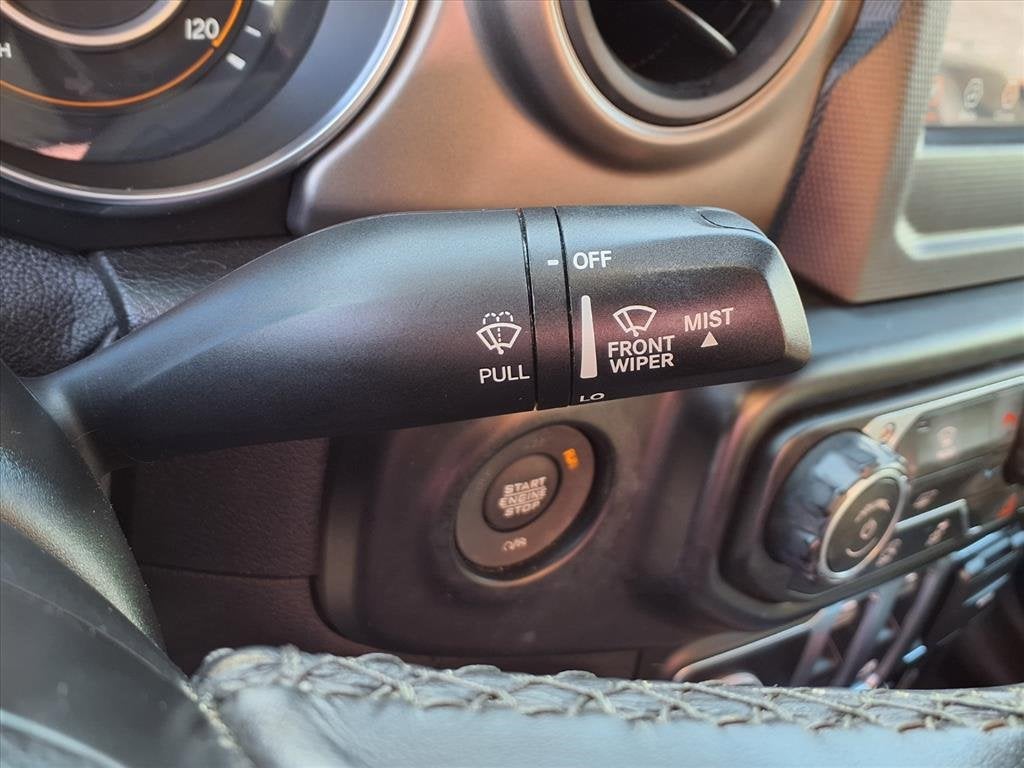 120
H
- OFF
PULL
FRONT
WIPER
MIST
LO
START
ENGINE
STOP